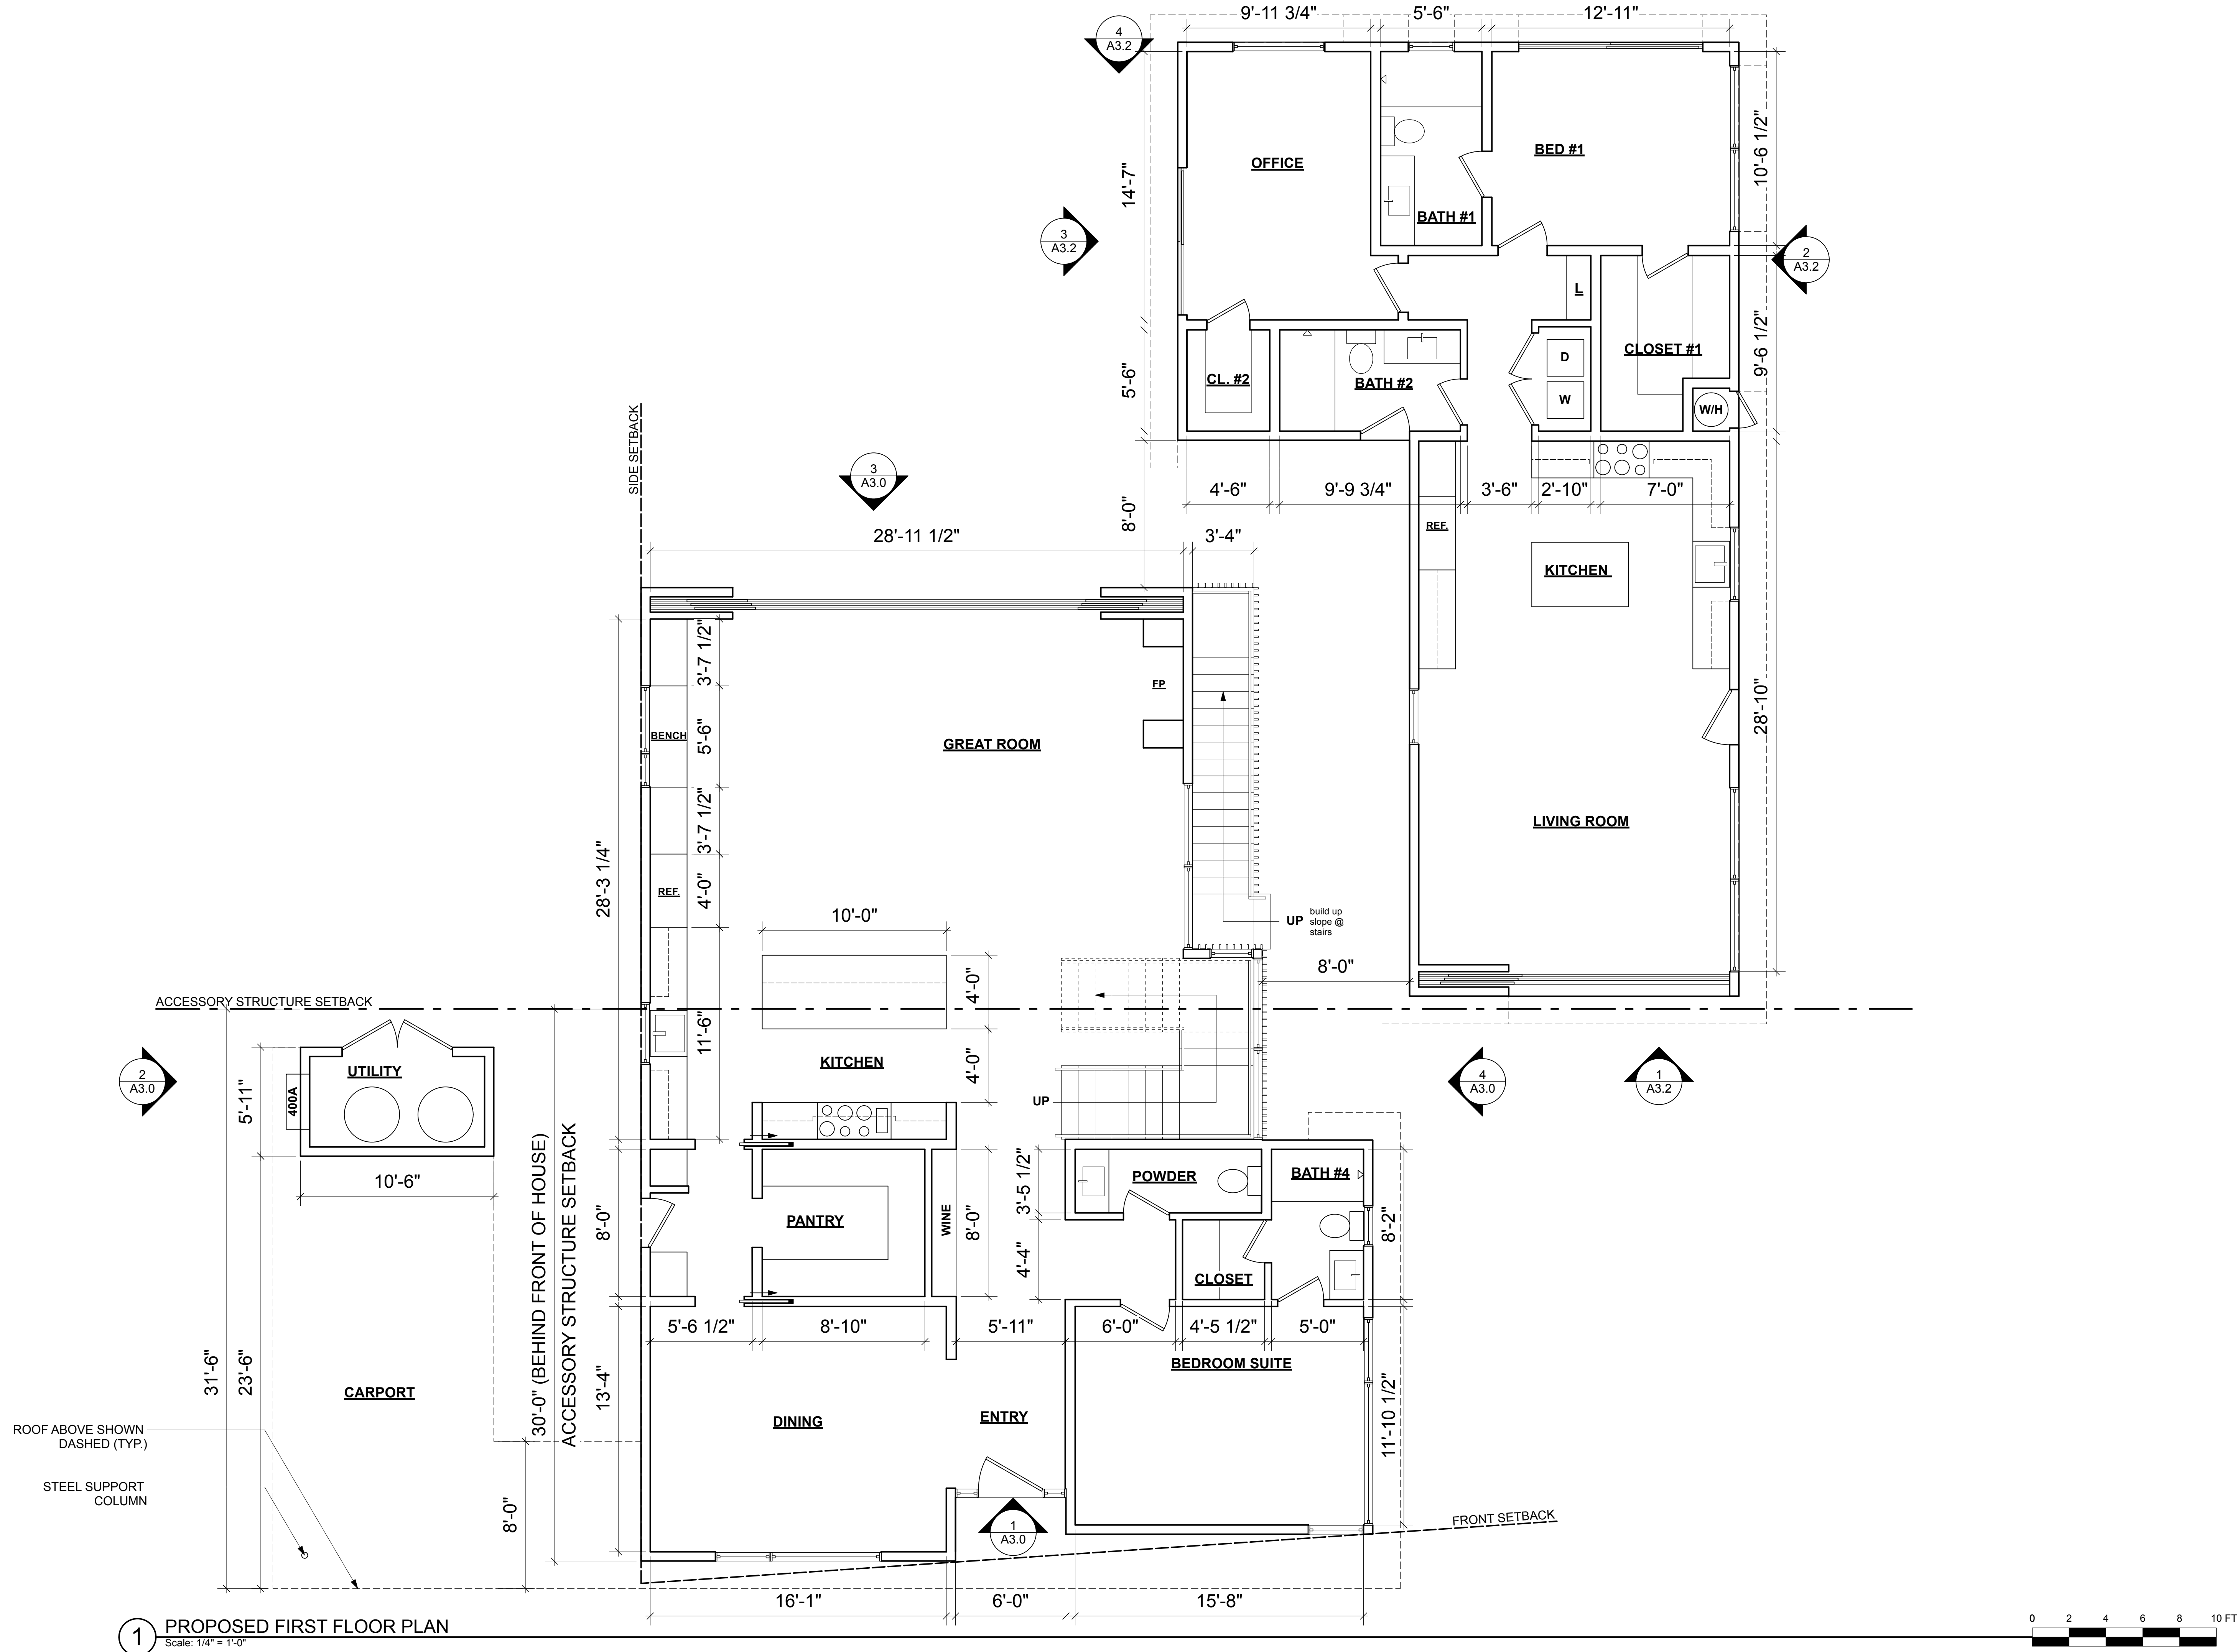 9'-11 3/4"
5'-6"
12'-11"
4
A3.2
14'-7"
OFFICE
BED #1
10'-6 1/2"
BATH #1
3
A3.2
2
A3.2
L
5'-6"
CL. #2
BATH #2
D
W
CLOSET #1
9'-6 1/2"
W/H
SIDE SETBACK
3
A3.0
8'-0"
4'-6"
9'-9 3/4"
3'-6"
2'-10"
7'-0"
28'-11 1/2"
3'-4"
REF.
KITCHEN
3'-7 1/2"
FP
BENCH
5'-6"
GREAT ROOM
28'-10"
3'-7 1/2"
LIVING ROOM
28'-3 1/4"
REF.
4'-0"
10'-0"
UP
build up
slope @
stairs
8'-0"
4'-0"
ACCESSORY STRUCTURE SETBACK
11'-6"
KITCHEN
4'-0"
UP
2
A3.0
5'-11"
400A
UTILITY
4
A3.0
1
A3.2
10'-6"
30'-0" (BEHIND FRONT OF HOUSE)
ACCESSORY STRUCTURE SETBACK
8'-0"
PANTRY
WINE
8'-0"
3'-5 1/2"
POWDER
BATH #4
8'-2"
4'-4"
CLOSET
5'-6 1/2"
8'-10"
5'-11"
6'-0"
4'-5 1/2"
5'-0"
BEDROOM SUITE
31'-6"
23'-6"
CARPORT
13'-4"
DINING
ENTRY
11'-10 1/2"
ROOF ABOVE SHOWN
DASHED (TYP.)
STEEL SUPPORT
COLUMN
8'-0"
1
A3.0
FRONT SETBACK
16'-1"
6'-0"
15'-8"
1
PROPOSED FIRST FLOOR PLAN
Scale: 1/4" = 1'-0"
0 2 4 6 8 10 FT